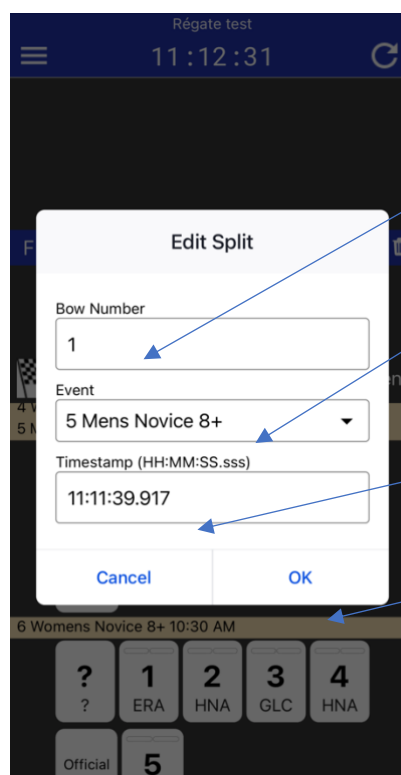 Régate test
11:12:31
F
Edit Split
Bow Number
1
en
Event
4
5 M
5 Mens Novice 8+
Timestamp (HH:MM:SS.sss)
11:11:39.917
Cancel OK
6 Womens Novice 8+ 10:30 AM
? 1 2 3 4
? ERA HNA GLC HNA
Official 5